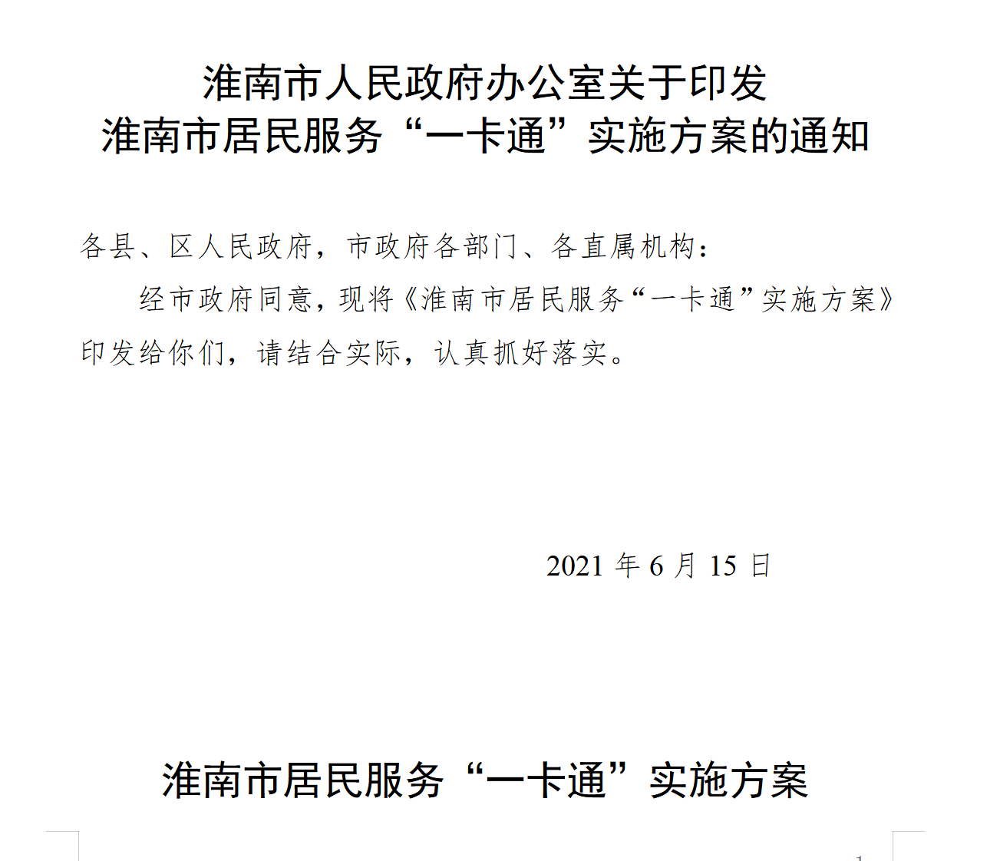 淮南市人民政府办公室关于印发
淮南市居民服务“一卡通”实施方案的通知
各县、区人民政府，市政府各部门、各直属机构：
经市政府同意，现将《淮南市居民服务“一卡通”实施方案》
印发给你们，请结合实际，认真抓好落实。
2021 年 6 月 15 日
淮南市居民服务“一卡通”实施方案